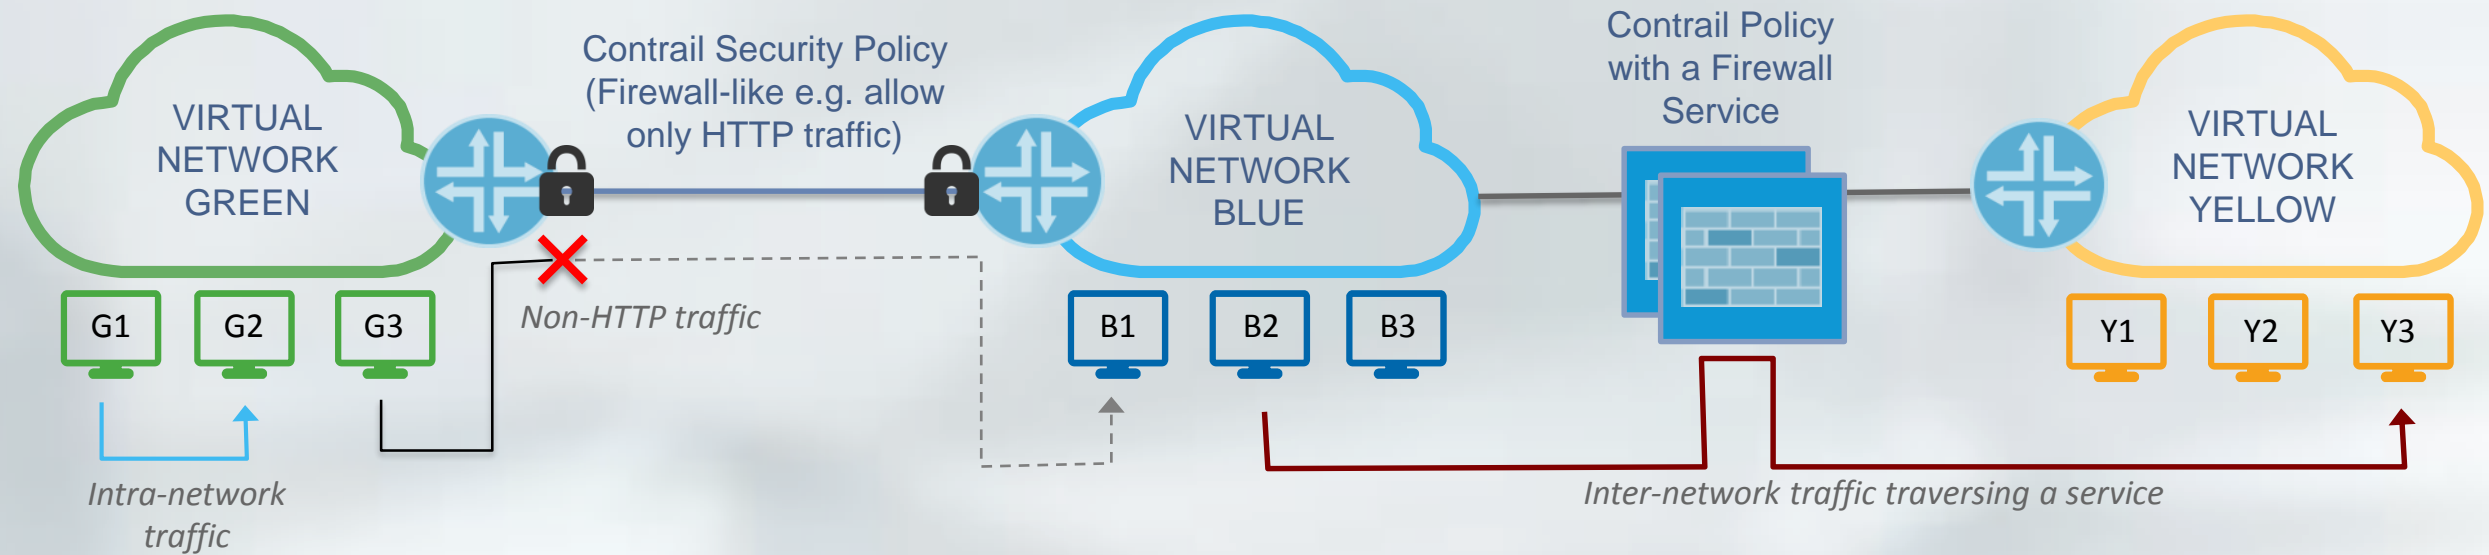 VIRTUAL
NETWORK
GREEN
Contrail Security Policy
(Firewall-like e.g. allow
only HTTP traffic)
VIRTUAL
NETWORK
BLUE
Contrail Policy
with a Firewall
Service
VIRTUAL
NETWORK
YELLOW
G1
G2
G3
Non-HTTP traffic
B1
B2
B3
Y1
Y2
Y3
Intra-network
traffic
Inter-network traffic traversing a service